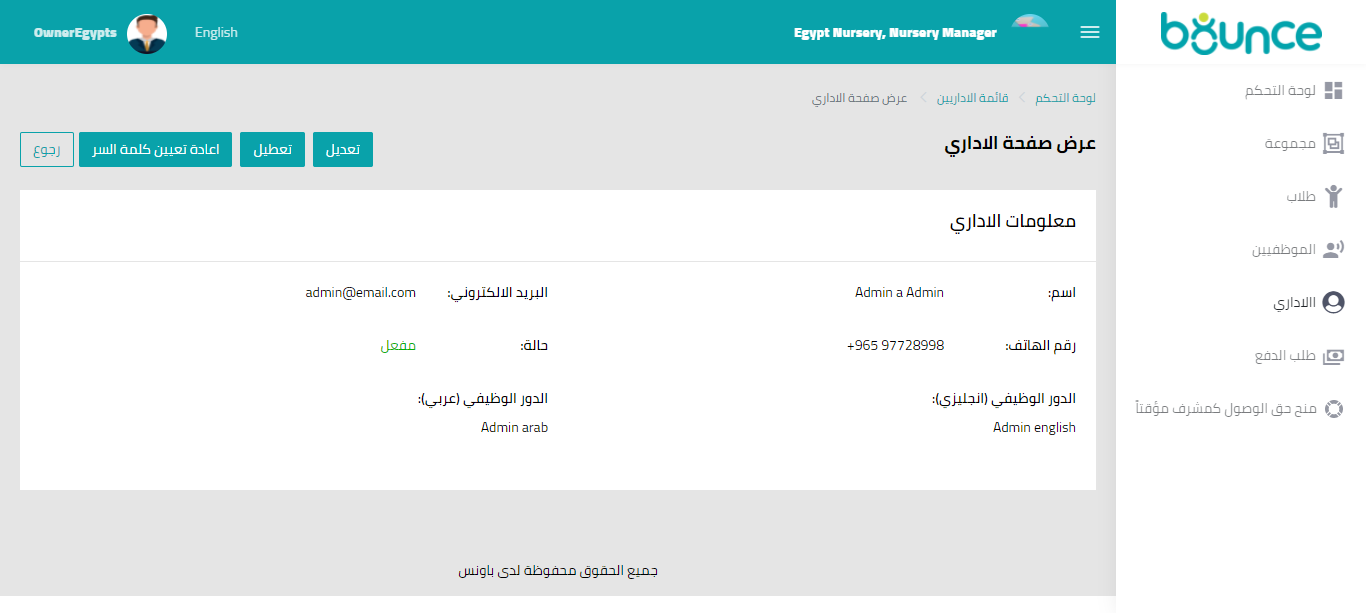 bounce
Egypt Nursery, Nursery Manager
English
OwnerEgypts
لوحة التحكم
مجموعة
طلاب
الموظفيين
االاداري
طلب الدفع
منح حق الوصول كمشرف مؤقتاً
لوحة التحكم
قائمة الاداريين
عرض صفحة الاداري
عرض صفحة الاداري
تعديل
تعطيل
اعادة تعيين كلمة السر
رجوع
معلومات الاداري
اسم: Admin a Admin
البريد الالكتروني: admin@email.com
رقم الهاتف: +965 97728998
حالة: مفعل
الدور الوظيفي (انجليزي):
Admin english
الدور الوظيفي (عربي):
Admin arab
جميع الحقوق محفوظة لدى باونس